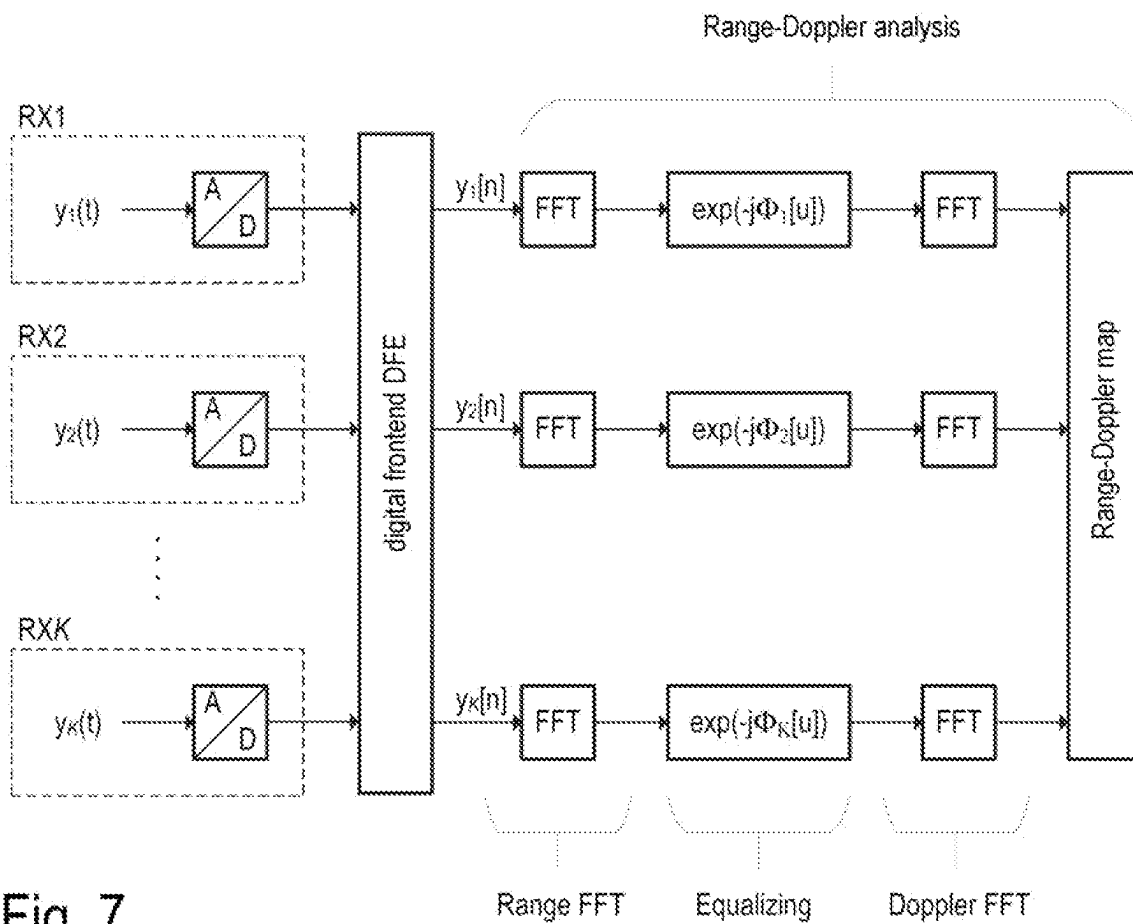 Range-Doppler analysis
RX1
y₁(t)
A
D
y₁[n]
FFT
exp(-jΦ₁[u])
FFT
RX2
y₂(t)
A
D
y₂[n]
FFT
exp(-jΦ₂[u])
FFT
RXK
yK(t)
A
D
yK[n]
FFT
exp(-jΦK[u])
FFT
digital frontend DFE
Range-Doppler map
Range FFT
Equalizing
Doppler FFT
Fig. 7